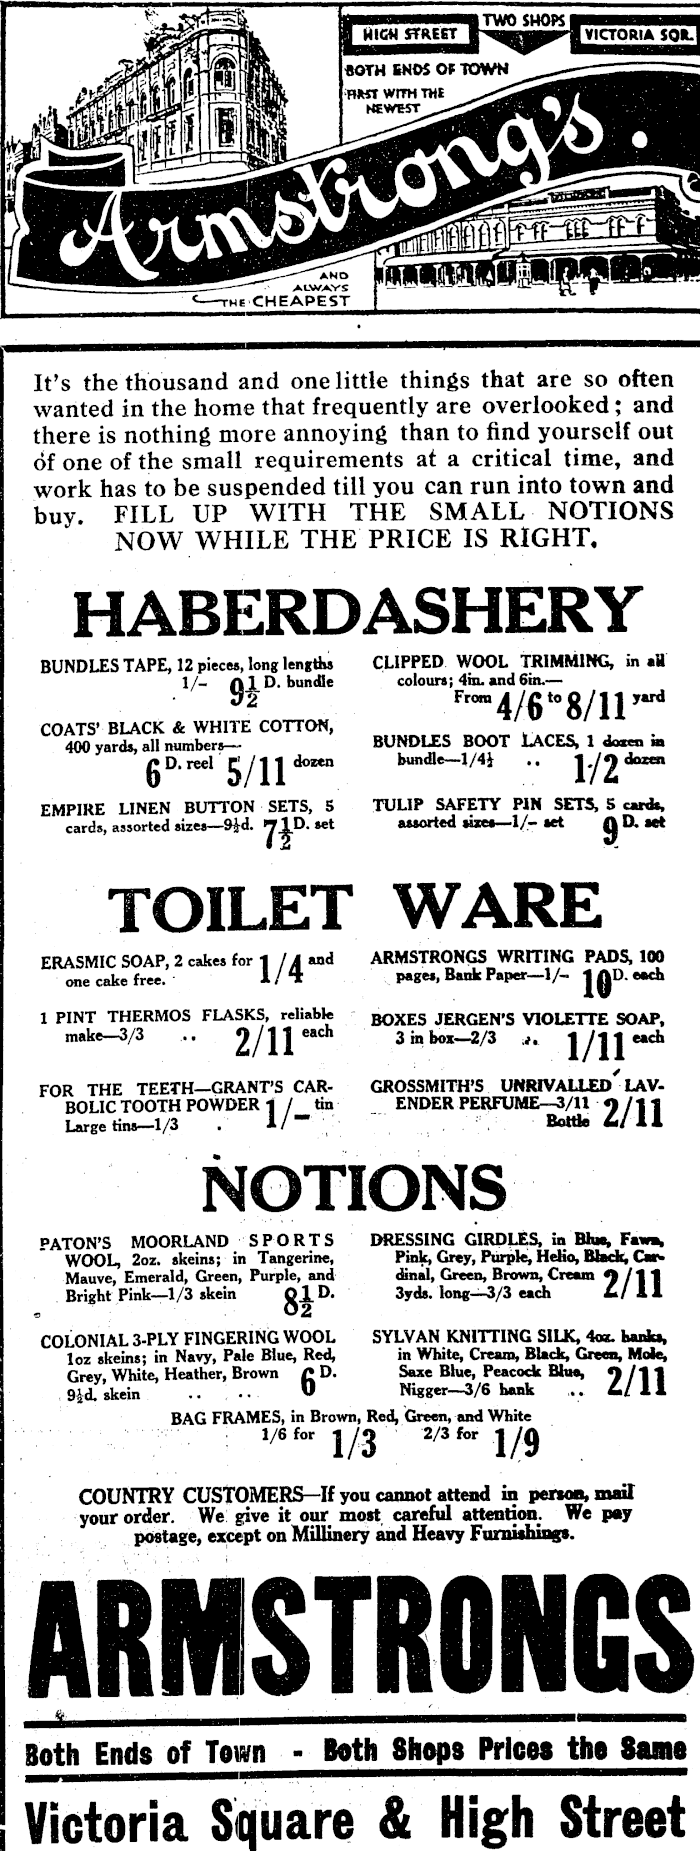 TWO SHOPS
HIGH STREET
VICTORIA SQR.
BOTH ENDS OF TOWN
FIRST WITH THE
NEWEST
Armstrong's.
AND
ALWAYS
THE CHEAPEST
It's the thousand and one little things that are so often
wanted in the home that frequently are overlooked; and
there is nothing more annoying than to find yourself out
of one of the small requirements at a critical time, and
work has to be suspended till you can run into town and
buy. FILL UP WITH THE SMALL NOTIONS
NOW WHILE THE PRICE IS RIGHT.
HABERDASHERY
BUNDLES TAPE, 12 pieces, long lengths
1/- 9½D. bundle
COATS' BLACK & WHITE COTTON,
400 yards, all numbers—
6D. reel 5/11 dozen
EMPIRE LINEN BUTTON SETS, 5
cards, assorted sizes—9½d. 7½D. set
CLIPPED WOOL TRIMMING, in all
colours; 4in. and 6in.—
From 4/6 to 8/11 yard
BUNDLES BOOT LACES, 1 dozen in
bundle—1/4½ .. 1/2 dozen
TULIP SAFETY PIN SETS, 5 cards,
assorted sizes—1/- set 9D. set
TOILET WARE
ERASMIC SOAP, 2 cakes for 1/4 and
one cake free.
1 PINT THERMOS FLASKS, reliable
make—3/3 .. 2/11 each
FOR THE TEETH—GRANT'S CAR-
BOLIC TOOTH POWDER 1/- tin
Large tins—1/3 .
ARMSTRONGS WRITING PADS, 100
pages, Bank Paper—1/- 10D. each
BOXES JERGEN'S VIOLETTE SOAP,
3 in box—2/3 .. 1/11 each
GROSSMITH'S UNRIVALLED LAV-
ENDER PERFUME—3/11 2/11
Bottle
NOTIONS
PATON'S MOORLAND SPORTS
WOOL, 2oz. skeins; in Tangerine,
Mauve, Emerald, Green, Purple, and
Bright Pink—1/3 skein 8½D.
COLONIAL 3-PLY FINGERING WOOL
1oz skeins; in Navy, Pale Blue, Red,
Grey, White, Heather, Brown 6D.
9½d. skein .. ..
DRESSING GIRDLES, in Blue, Fawn,
Pink, Grey, Purple, Helio, Black, Car-
dinal, Green, Brown, Cream 2/11
3yds. long—3/3 each
SYLVAN KNITTING SILK, 4oz. hanks,
in White, Cream, Black, Green, Mole,
Saxe Blue, Peacock Blue, 2/11
Nigger—3/6 hank ..
BAG FRAMES, in Brown, Red, Green, and White
1/6 for 1/3 2/3 for 1/9
COUNTRY CUSTOMERS—If you cannot attend in person, mail
your order. We give it our most careful attention. We pay
postage, except on Millinery and Heavy Furnishings.
ARMSTRONGS
Both Ends of Town - Both Shops Prices the Same
Victoria Square & High Street